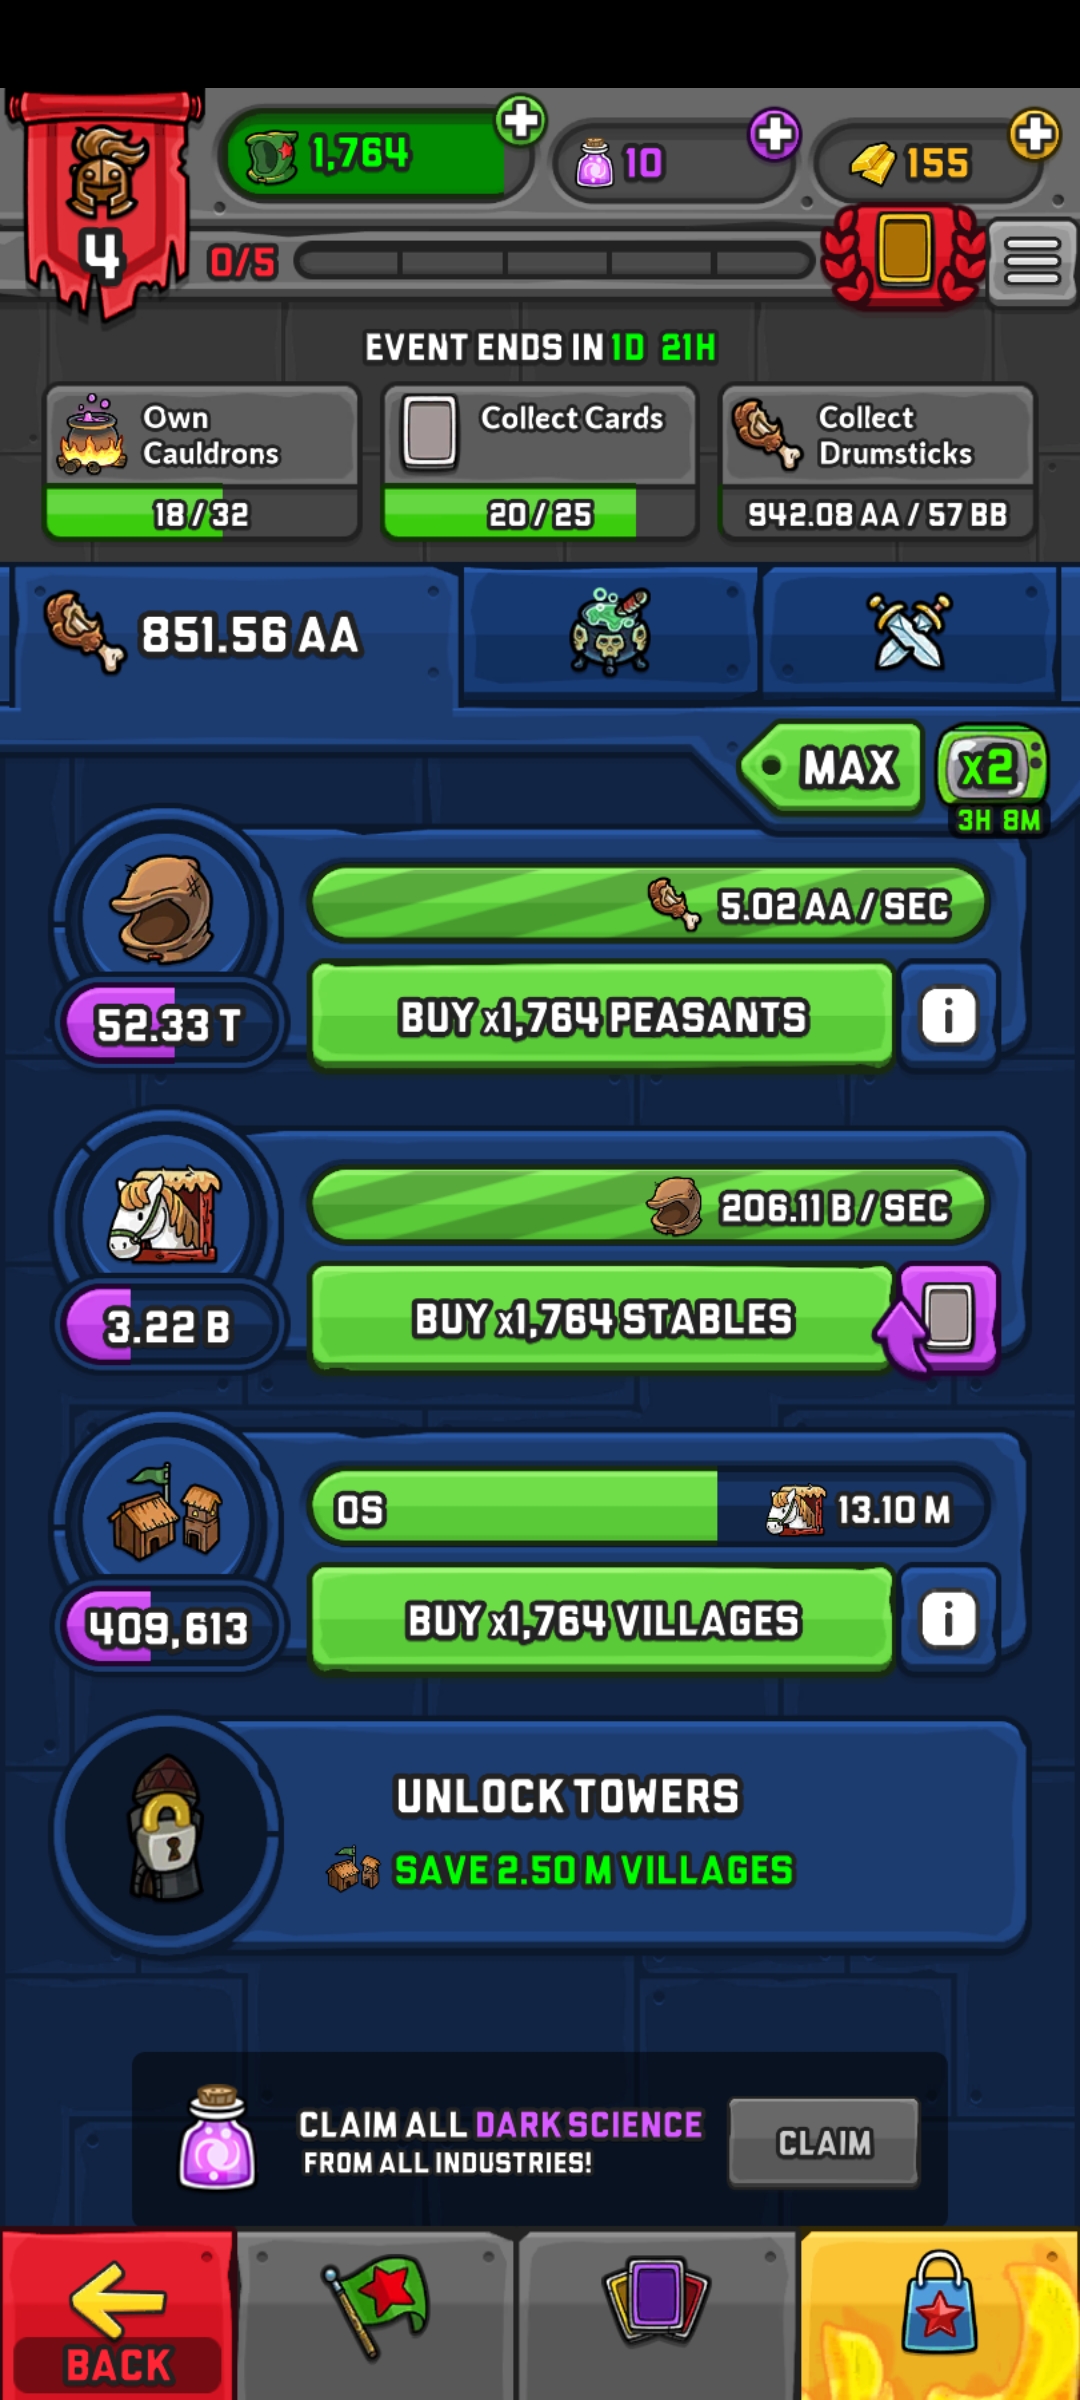 4
1,764
10
155
0/5
EVENT ENDS IN 1D 21H
Own
Cauldrons
18/32
Collect Cards
20/25
Collect
Drumsticks
942.08 AA / 57 BB
851.56 AA
MAX
x2
3H 8M
5.02 AA / SEC
52.33 T
BUY x1,764 PEASANTS
206.11 B / SEC
3.22 B
BUY x1,764 STABLES
0S
13.10 M
409,613
BUY x1,764 VILLAGES
UNLOCK TOWERS
SAVE 2.50 M VILLAGES
CLAIM ALL DARK SCIENCE
FROM ALL INDUSTRIES!
CLAIM
BACK